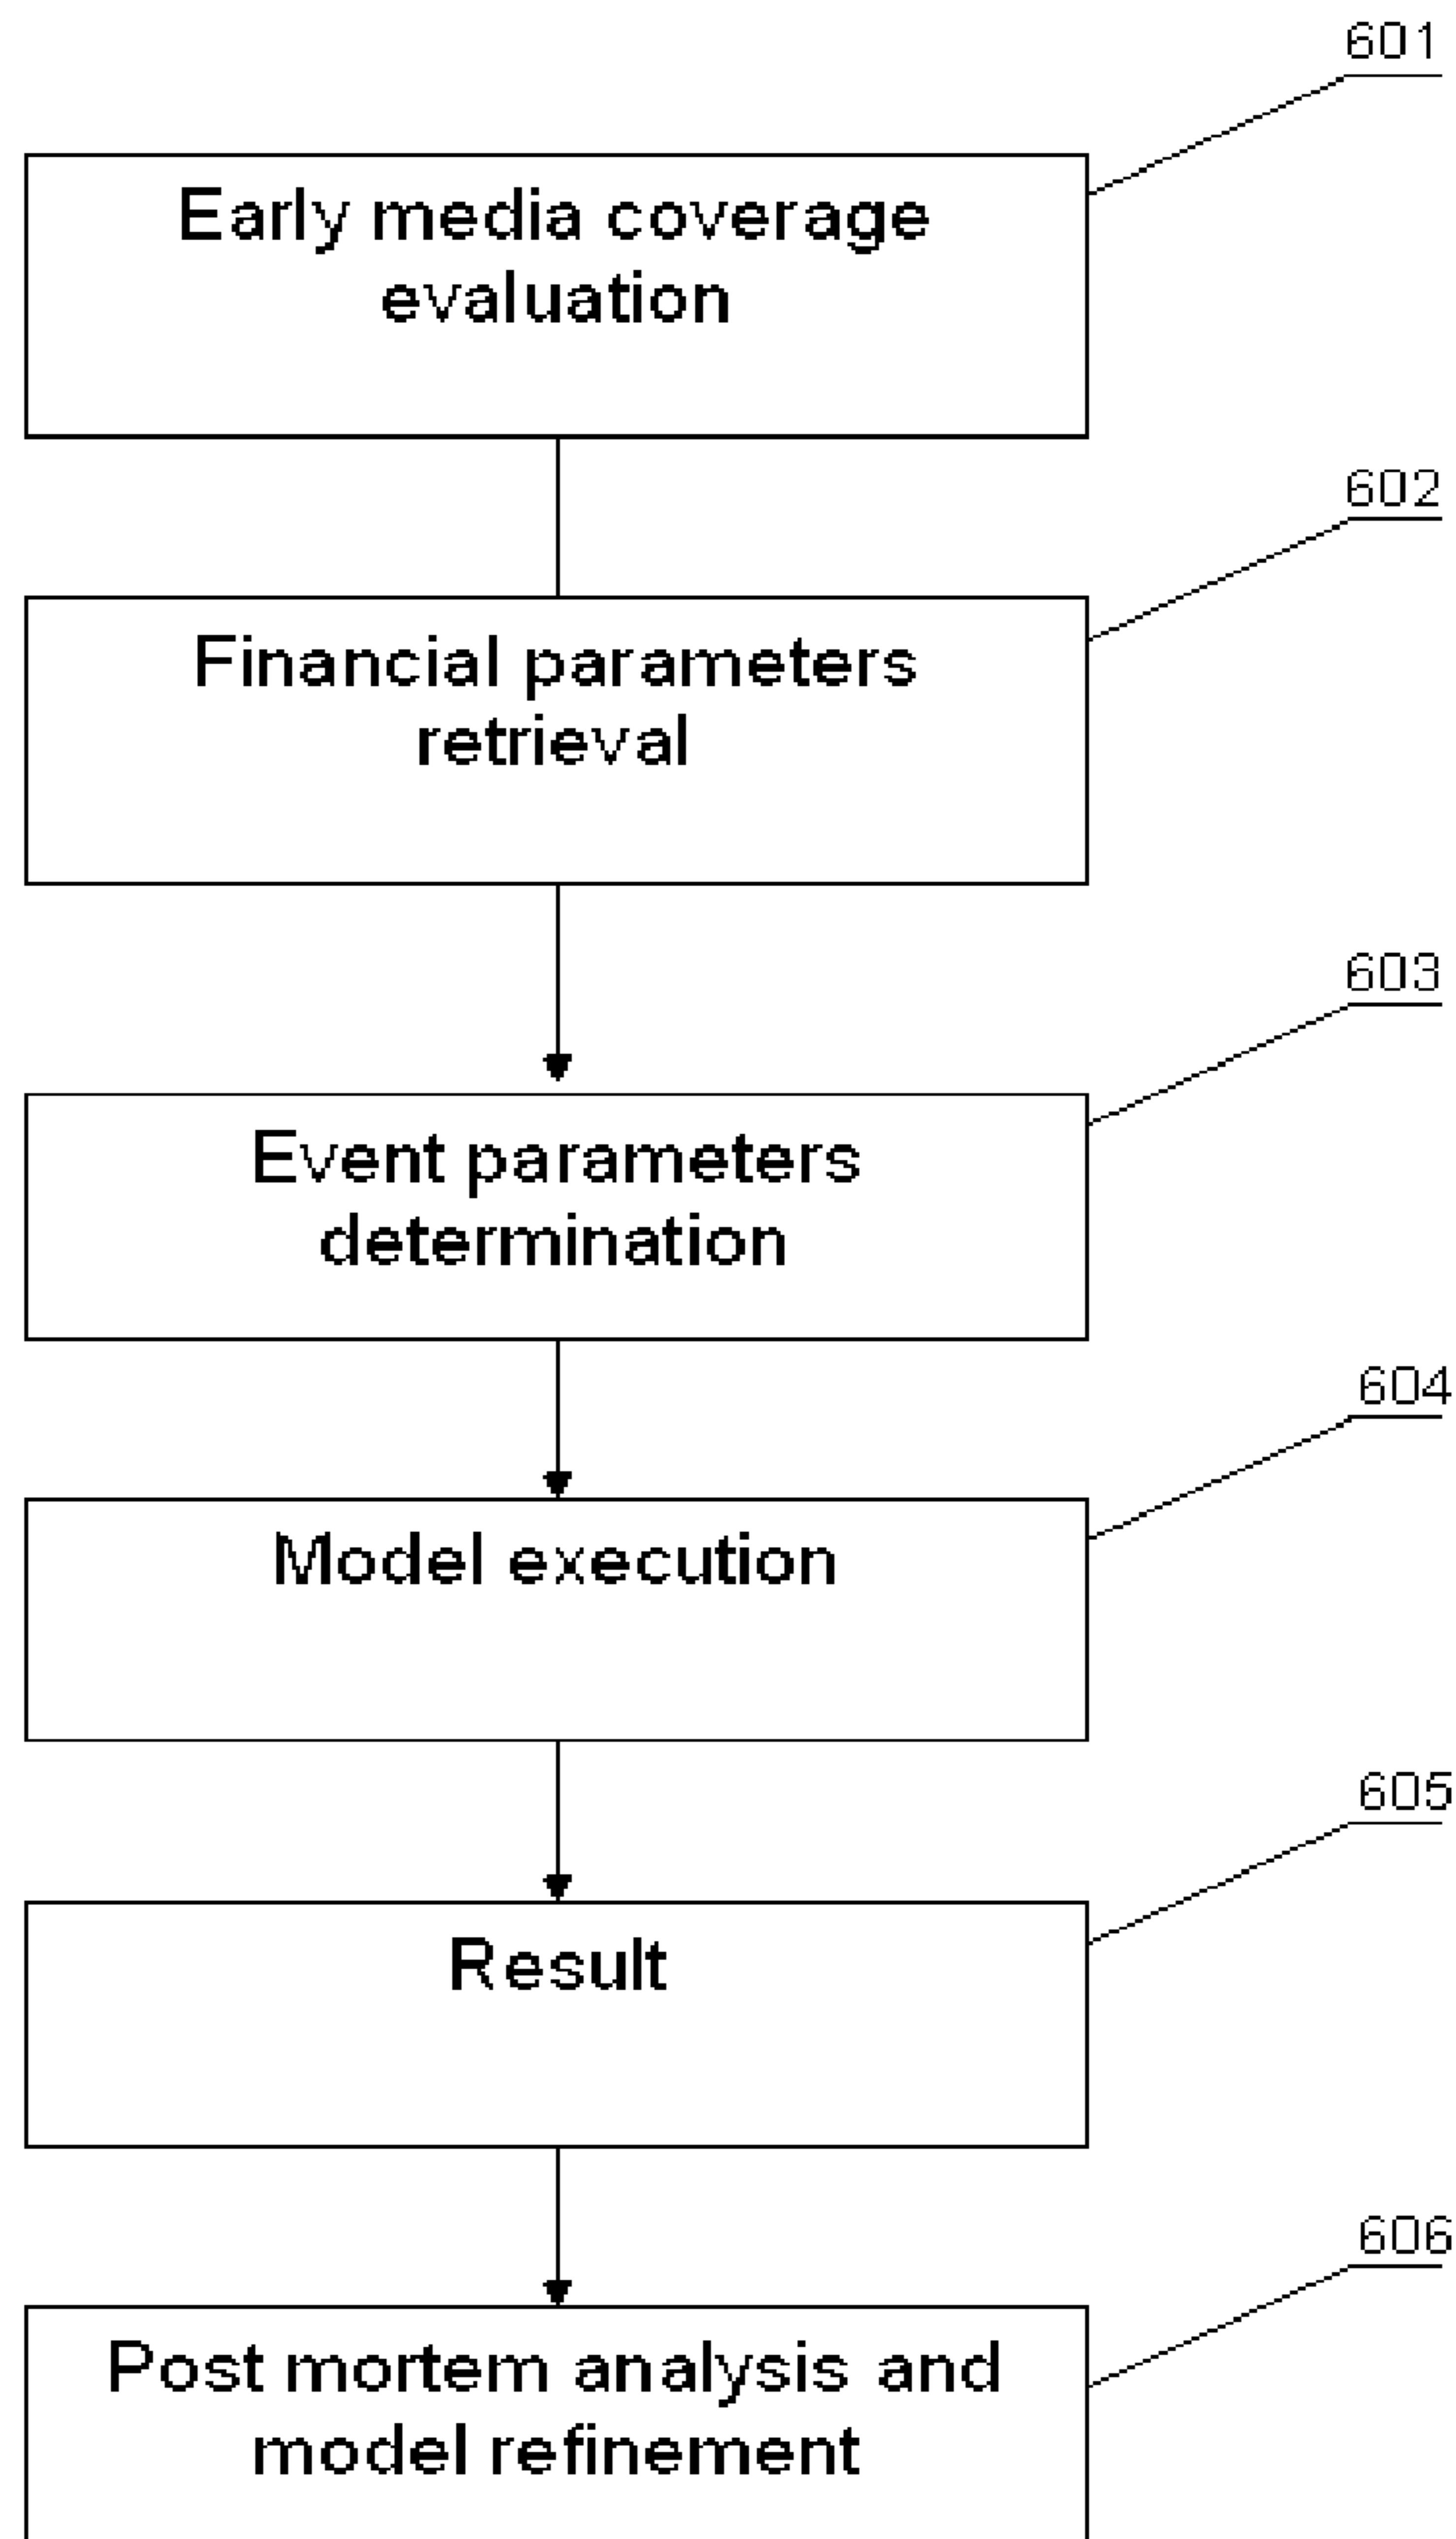 601
Early media coverage
evaluation
602
Financial parameters
retrieval
603
Event parameters
determination
604
Model execution
605
Result
606
Post mortem analysis and
model refinement